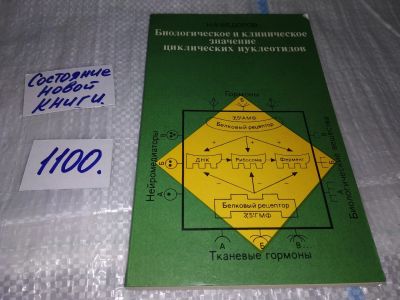 Н.А.ФЕДОРОВ
Биологическое и клиническое
значение
циклических нуклеотидов
Состояние
новой
книги.
1100.
Гормоны
3,5'АМФ
Белковый рецептор
ДНК
Рибосома
Фермент
Белковый рецептор
3,5'ГМФ
Нейромедиаторы
Биологические вещества
А
Б
В
А
Б
В...
Тканевые гормоны